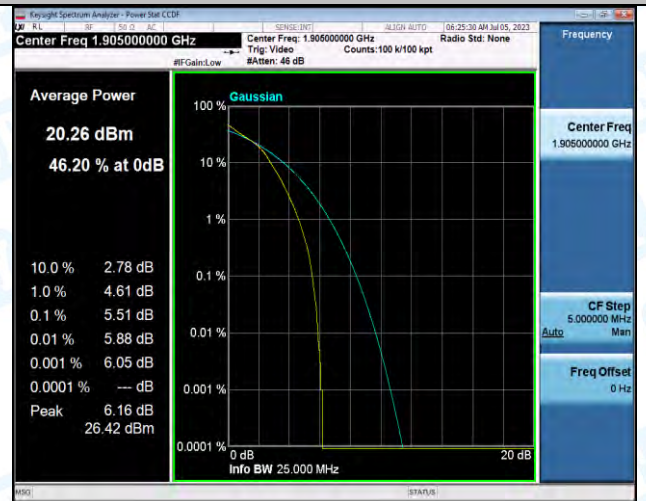 Keysight Spectrum Analyzer - Power Stat CCDF
RL RF 50 Ω AC SENSE:INT ALIGN AUTO 06:25:30 AM Jul 05, 2023
Center Freq 1.905000000 GHz
Center Freq: 1.905000000 GHz
Radio Std: None
Trig: Video Counts:100 k/100 kpt
#IFGain:Low
#Atten: 46 dB
Frequency
Average Power
20.26 dBm
46.20 % at 0dB
10.0 % 2.78 dB
1.0 % 4.61 dB
0.1 % 5.51 dB
0.01 % 5.88 dB
0.001 % 6.05 dB
0.0001 % --- dB
Peak 6.16 dB
26.42 dBm
100 %
Gaussian
10 %
1 %
0.1 %
0.01 %
0.001 %
0.0001 %
0 dB 20 dB
Info BW 25.000 MHz
Center Freq
1.905000000 GHz
CF Step
5.000000 MHz
Auto Man
Freq Offset
0 Hz
MSG STATUS